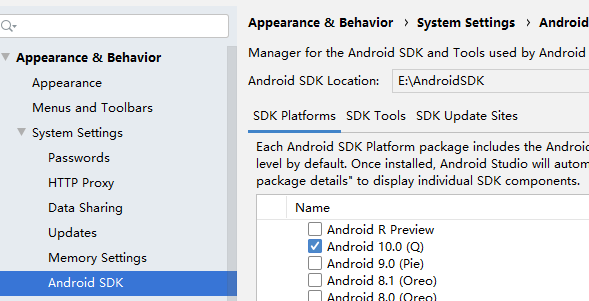 Appearance & Behavior
Appearance
Menus and Toolbars
System Settings
Passwords
HTTP Proxy
Data Sharing
Updates
Memory Settings
Android SDK
Appearance & Behavior › System Settings › Android
Manager for the Android SDK and Tools used by Android
Android SDK Location: E:\AndroidSDK
SDK Platforms SDK Tools SDK Update Sites
Each Android SDK Platform package includes the Android
level by default. Once installed, Android Studio will autom
package details" to display individual SDK components.
Name
Android R Preview
Android 10.0 (Q)
Android 9.0 (Pie)
Android 8.1 (Oreo)
Android 8.0 (Oreo)